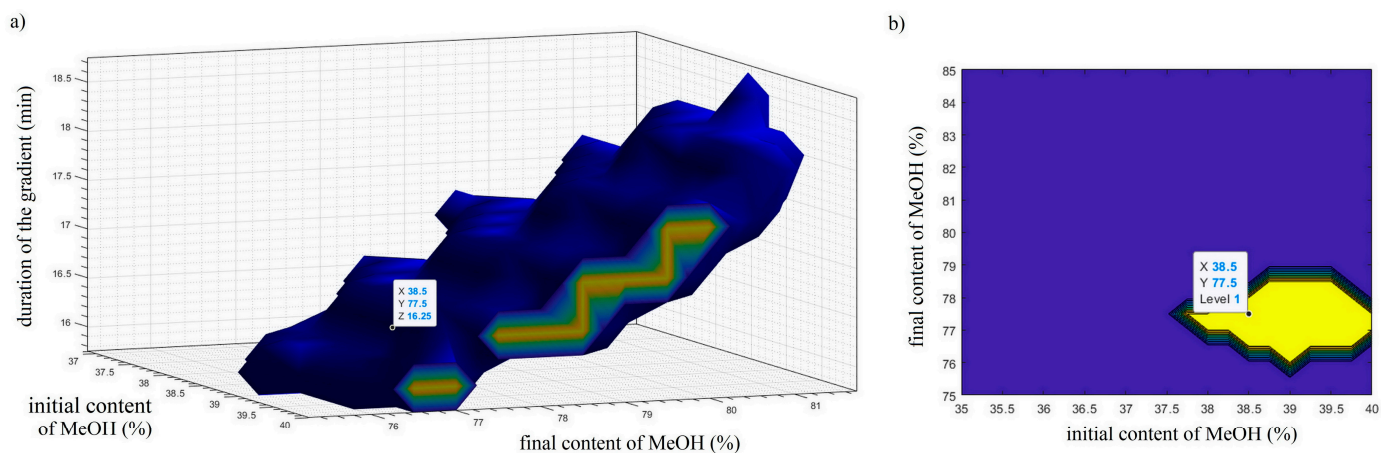 a)
duration of the gradient (min)
18.5
18
17.5
17
16.5
16
X 38.5
Y 77.5
Z 16.25
37
37.5
38
38.5
39
39.5
40
initial content
of MeOH (%)
76
77
78
79
80
81
final content of MeOH (%)
b)
final content of MeOH (%)
85
84
83
82
81
80
79
78
77
76
75
X 38.5
Y 77.5
Level 1
35
35.5
36
36.5
37
37.5
38
38.5
39
39.5
40
initial content of MeOH (%)